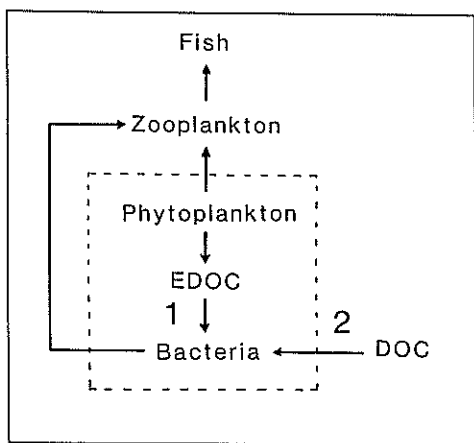 Fish
Zooplankton
Phytoplankton
EDOC
1
2
Bacteria
DOC